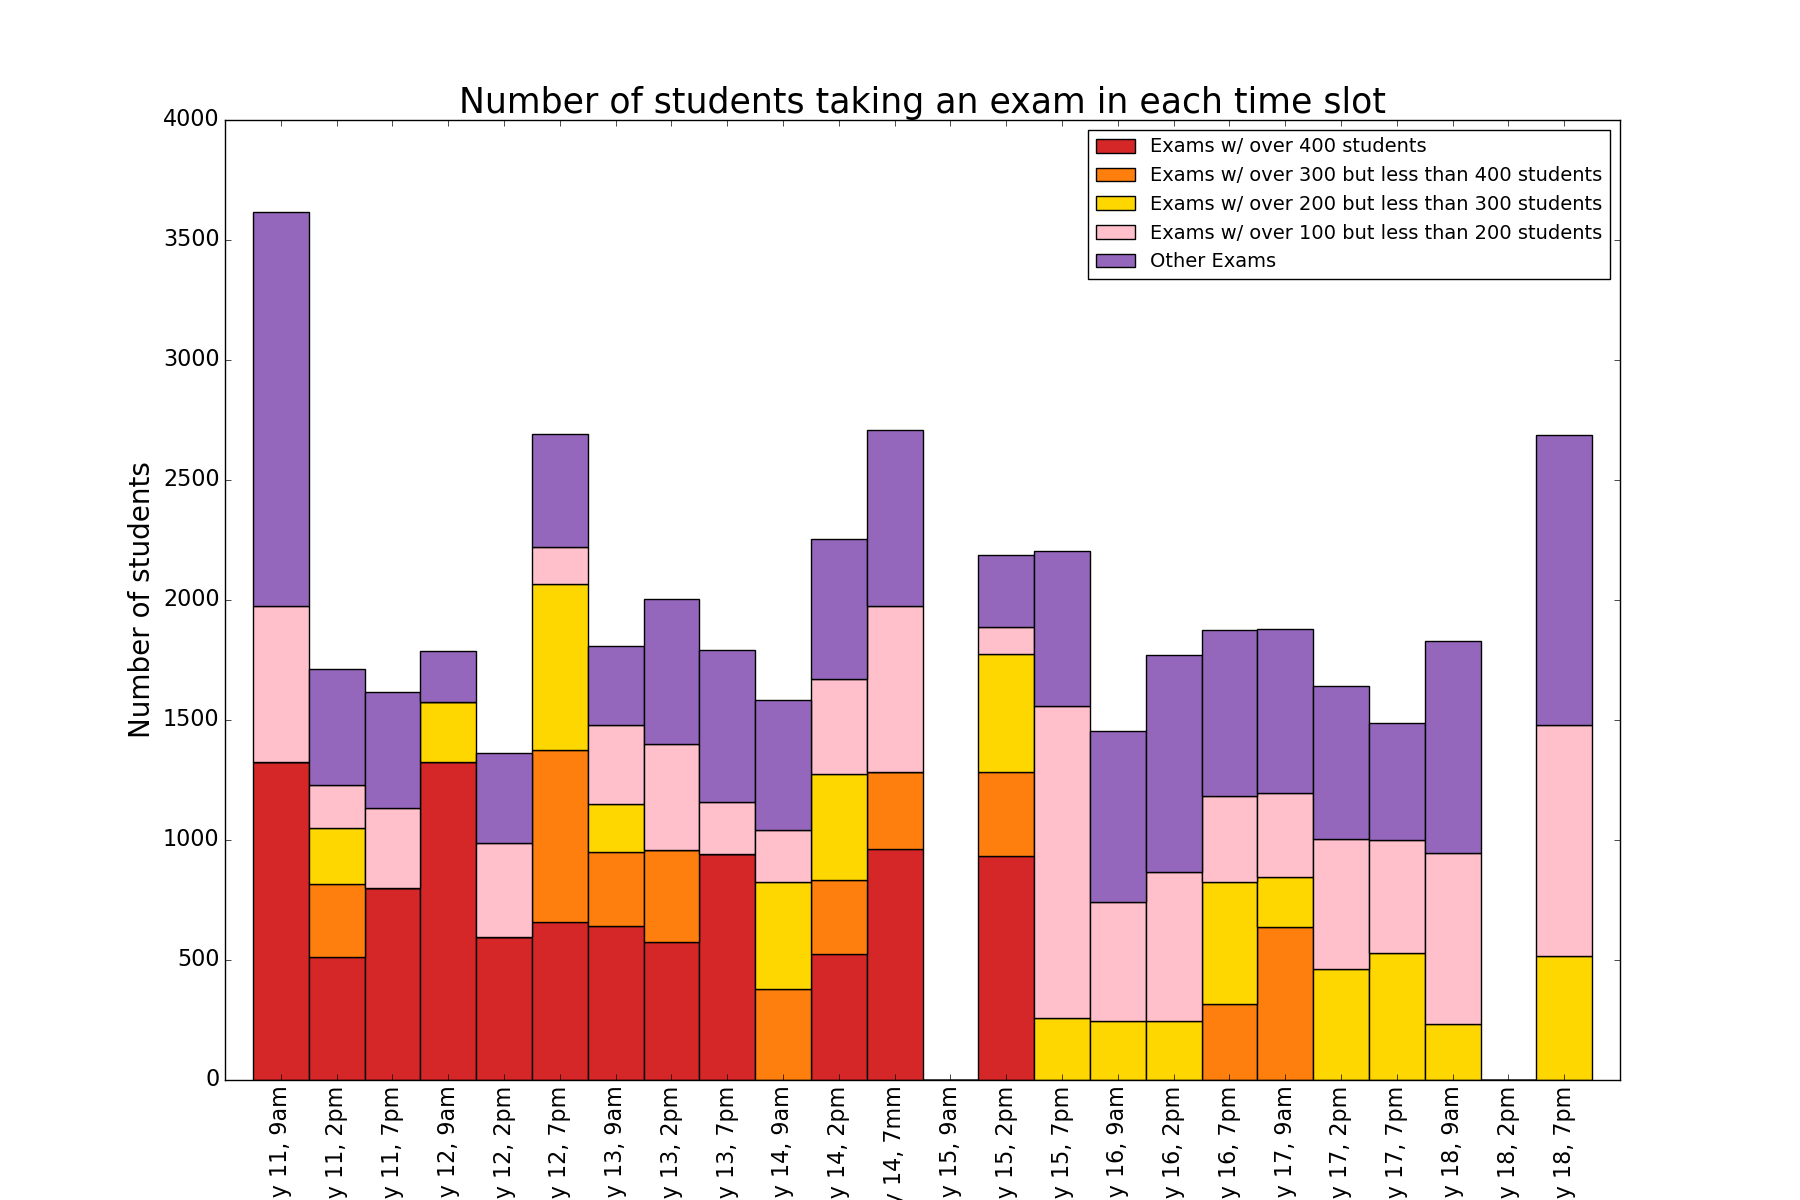 Number of students taking an exam in each time slot
4000
3500
3000
2500
2000
1500
1000
500
0
Number of students
Exams w/ over 400 students
Exams w/ over 300 but less than 400 students
Exams w/ over 200 but less than 300 students
Exams w/ over 100 but less than 200 students
Other Exams
y 11, 9am
y 11, 2pm
y 11, 7pm
y 12, 9am
y 12, 2pm
y 12, 7pm
y 13, 9am
y 13, 2pm
y 13, 7pm
y 14, 9am
y 14, 2pm
y 14, 7mm
y 15, 9am
y 15, 2pm
y 15, 7pm
y 16, 9am
y 16, 2pm
y 16, 7pm
y 17, 9am
y 17, 2pm
y 17, 7pm
y 18, 9am
y 18, 2pm
y 18, 7pm